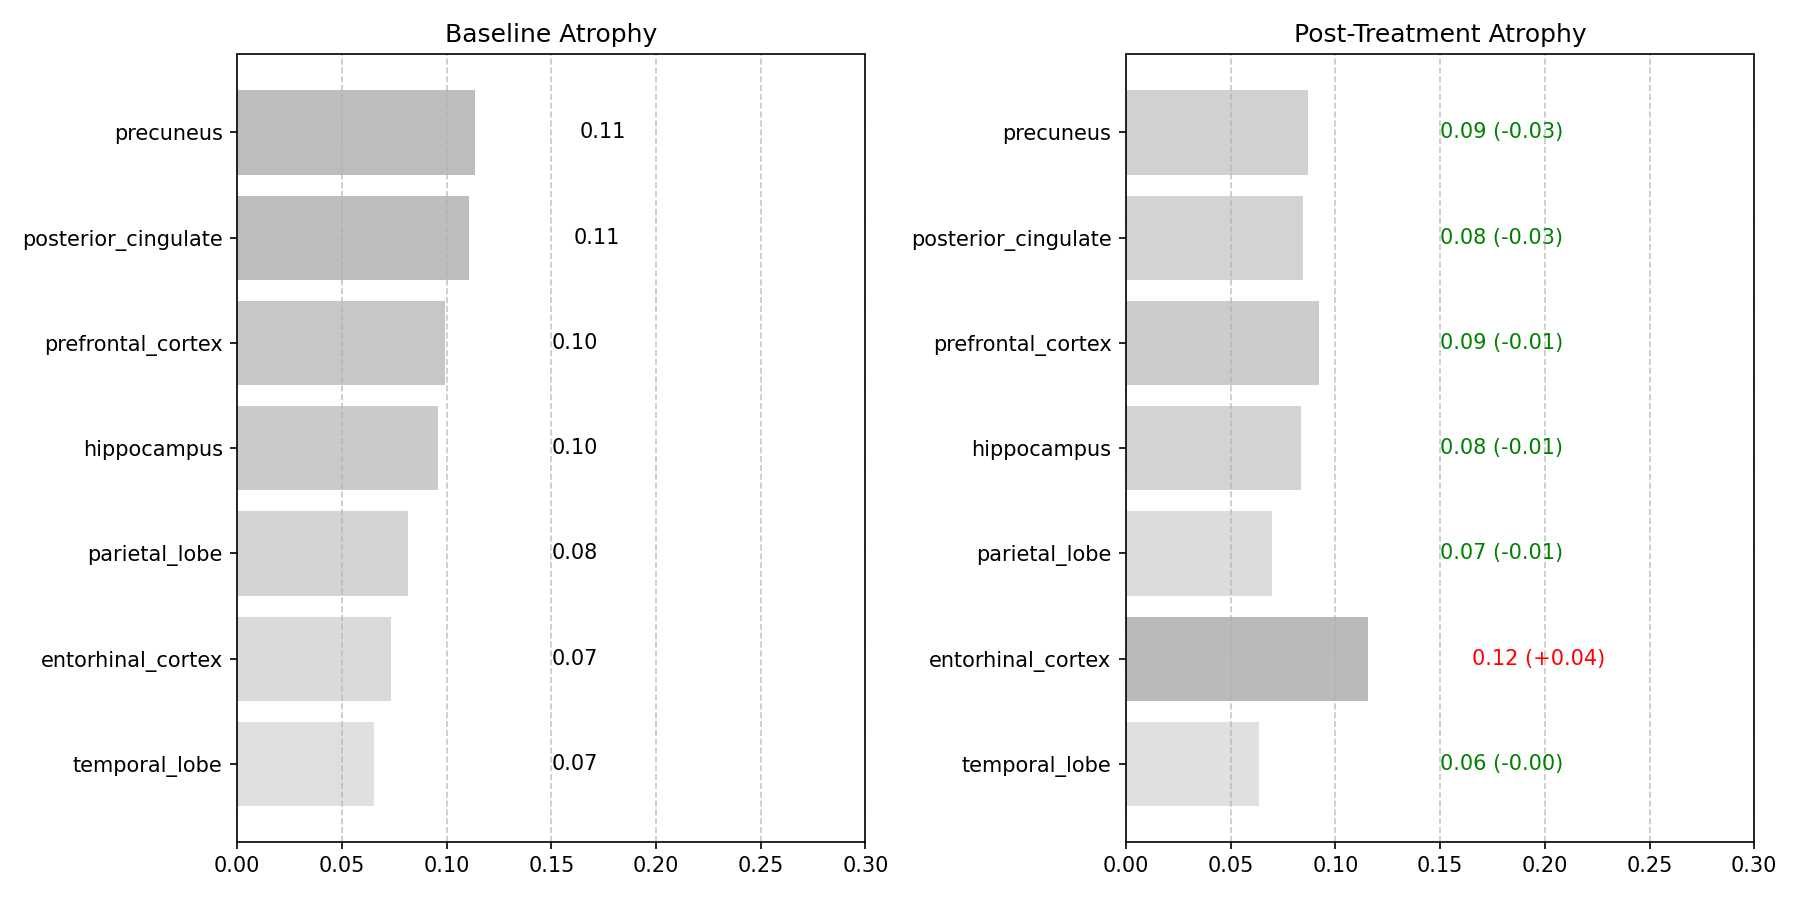 Baseline Atrophy
precuneus 0.11
posterior_cingulate 0.11
prefrontal_cortex 0.10
hippocampus 0.10
parietal_lobe 0.08
entorhinal_cortex 0.07
temporal_lobe 0.07
0.00 0.05 0.10 0.15 0.20 0.25 0.30
Post-Treatment Atrophy
precuneus 0.09 (-0.03)
posterior_cingulate 0.08 (-0.03)
prefrontal_cortex 0.09 (-0.01)
hippocampus 0.08 (-0.01)
parietal_lobe 0.07 (-0.01)
entorhinal_cortex 0.12 (+0.04)
temporal_lobe 0.06 (-0.00)
0.00 0.05 0.10 0.15 0.20 0.25 0.30